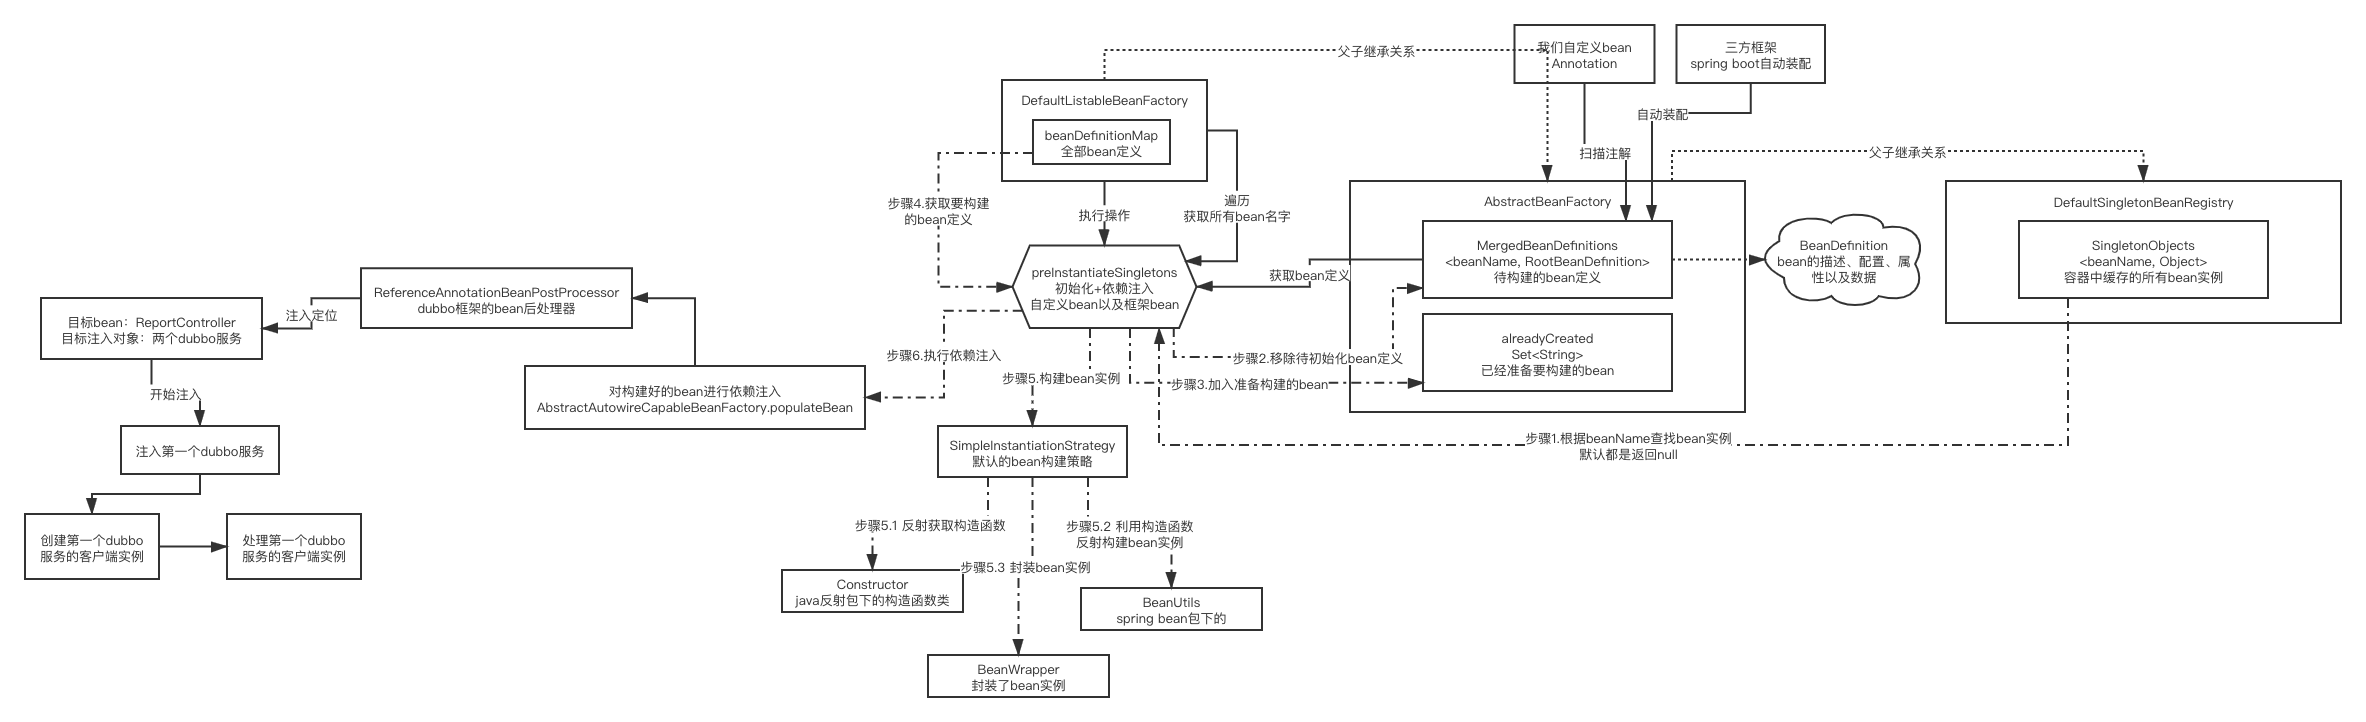 父子继承关系
我们自定义bean
Annotation
三方框架
spring boot自动装配
DefaultListableBeanFactory
beanDefinitionMap
全部bean定义
自动装配
扫描注解
父子继承关系
步骤4.获取要构建
的bean定义
执行操作
遍历
获取所有bean名字
AbstractBeanFactory
MergedBeanDefinitions
<beanName, RootBeanDefinition>
待构建的bean定义
BeanDefinition
bean的描述、配置、属
性以及数据
DefaultSingletonBeanRegistry
SingletonObjects
<beanName, Object>
容器中缓存的所有bean实例
preInstantiateSingletons
初始化+依赖注入
自定义bean以及框架bean
获取bean定义
ReferenceAnnotationBeanPostProcessor
dubbo框架的bean后处理器
注入定位
目标bean：ReportController
目标注入对象：两个dubbo服务
alreadyCreated
Set<String>
已经准备要构建的bean
步骤6.执行依赖注入
步骤5.构建bean实例
步骤2.移除待初始化bean定义
步骤3.加入准备构建的bean
对构建好的bean进行依赖注入
AbstractAutowireCapableBeanFactory.populateBean
开始注入
注入第一个dubbo服务
SimpleInstantiationStrategy
默认的bean构建策略
步骤1.根据beanName查找bean实例
默认都是返回null
创建第一个dubbo
服务的客户端实例
处理第一个dubbo
服务的客户端实例
步骤5.1 反射获取构造函数
步骤5.2 利用构造函数
反射构建bean实例
步骤5.3 封装bean实例
Constructor
java反射包下的构造函数类
BeanUtils
spring bean包下的
BeanWrapper
封装了bean实例